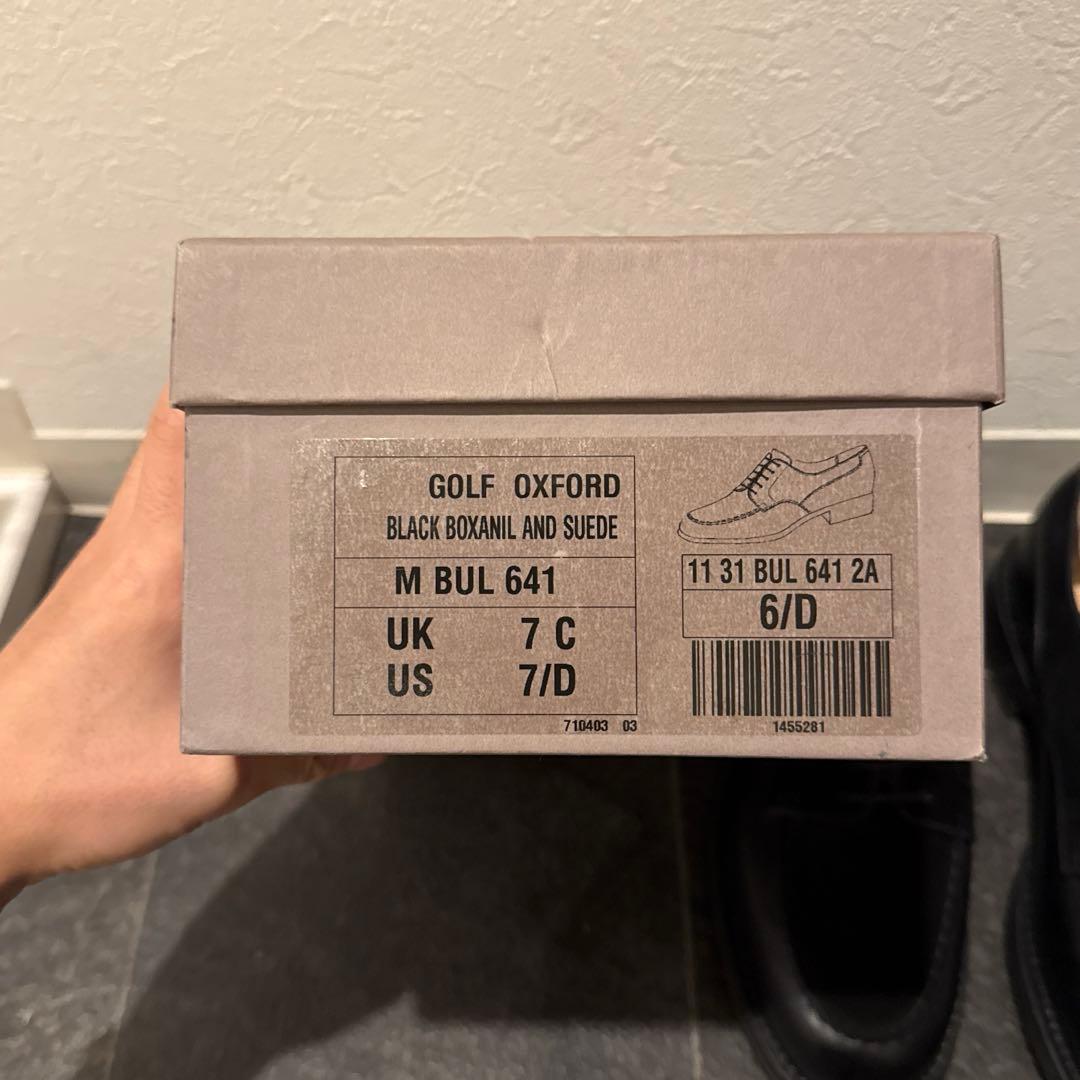 GOLF OXFORD
BLACK BOXANIL AND SUEDE
M BUL 641
UK 7 C
US 7/D
710403 03
11 31 BUL 641 2A
6/D
1455281